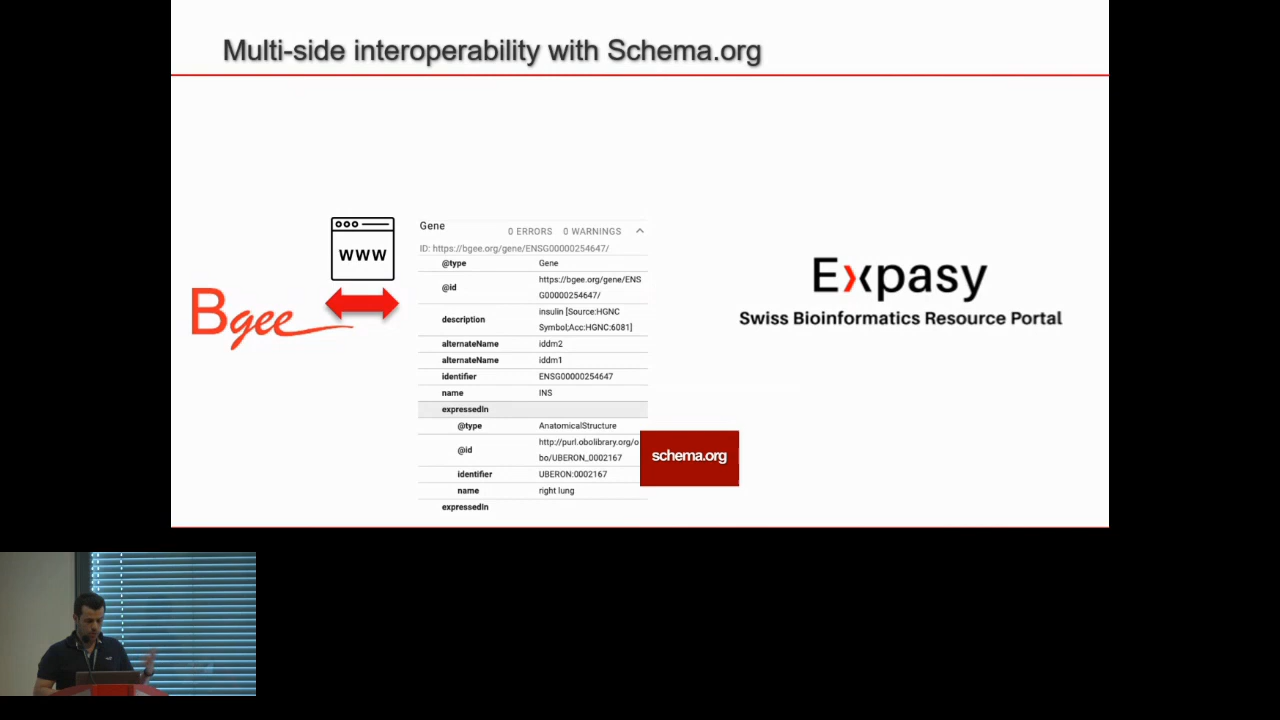 Multi-side interoperability with Schema.org
www
Bgee
Gene 0 ERRORS 0 WARNINGS
ID: https://bgee.org/gene/ENSG00000254647/
@type Gene
@id https://bgee.org/gene/ENS
G00000254647/
description insulin [Source:HGNC
Symbol;Acc:HGNC:6081]
alternateName iddm2
alternateName iddm1
identifier ENSG00000254647
name INS
expressedIn
@type AnatomicalStructure
@id http://purl.obolibrary.org/o
bo/UBERON_0002167
identifier UBERON:0002167
name right lung
expressedIn
schema.org
Expasy
Swiss Bioinformatics Resource Portal